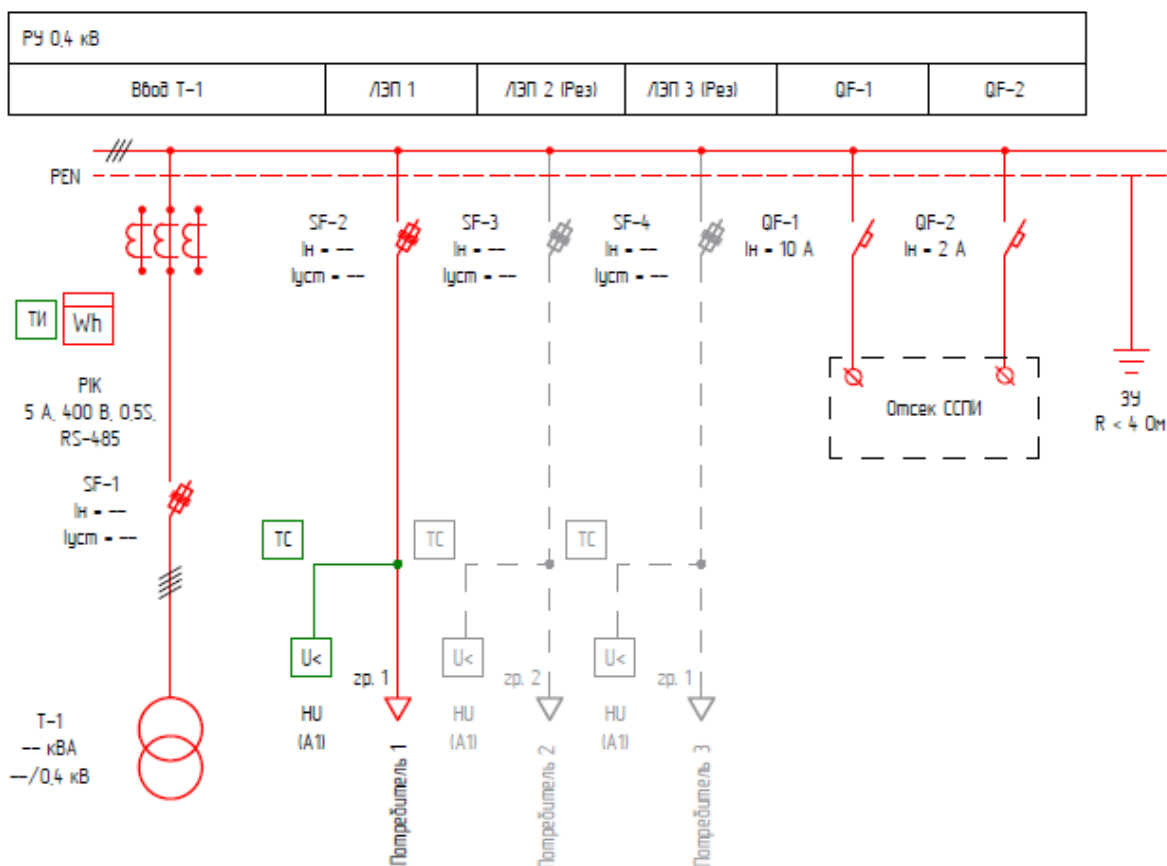 РУ 0,4 кВ
Ввод Т-1
ЛЭП 1
ЛЭП 2 (Рез)
ЛЭП 3 (Рез)
QF-1
QF-2
PEN
SF-2
Iн = --
Iуст = --
SF-3
Iн = --
Iуст = --
SF-4
Iн = --
Iуст = --
QF-1
Iн = 10 А
QF-2
Iн = 2 А
ТИ
Wh
PIK
5 А, 400 В, 0,5S,
RS-485
Отсек ССПИ
ЗУ
R < 4 Ом
SF-1
Iн = --
Iуст = --
ТС
ТС
ТС
U<
U<
U<
гр. 1
гр. 2
гр. 1
HU
(A1)
HU
(A1)
HU
(A1)
Т-1
-- кВА
--/0,4 кВ
Потребитель 1
Потребитель 2
Потребитель 3